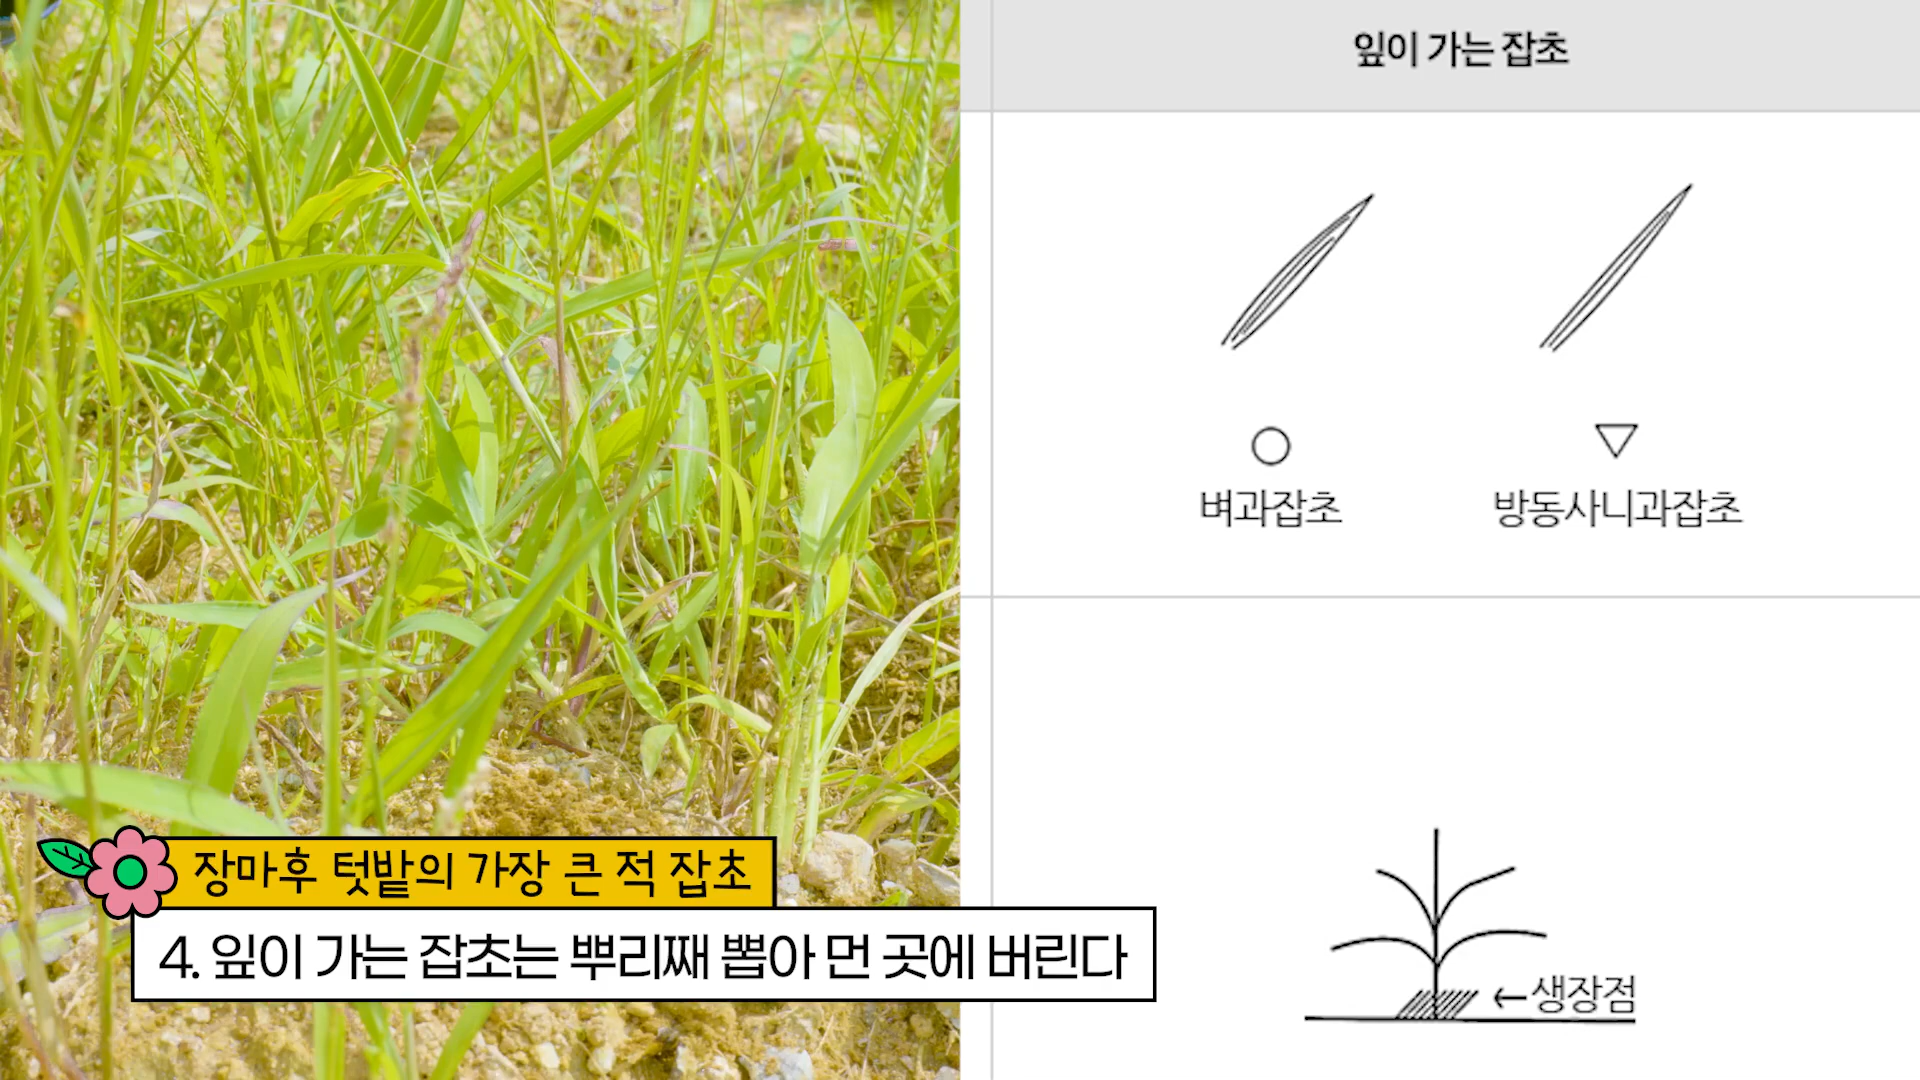 잎이 가는 잡초
벼과잡초
방동사니과잡초
←생장점
장마후 텃밭의 가장 큰 적 잡초
4. 잎이 가는 잡초는 뿌리째 뽑아 먼 곳에 버린다